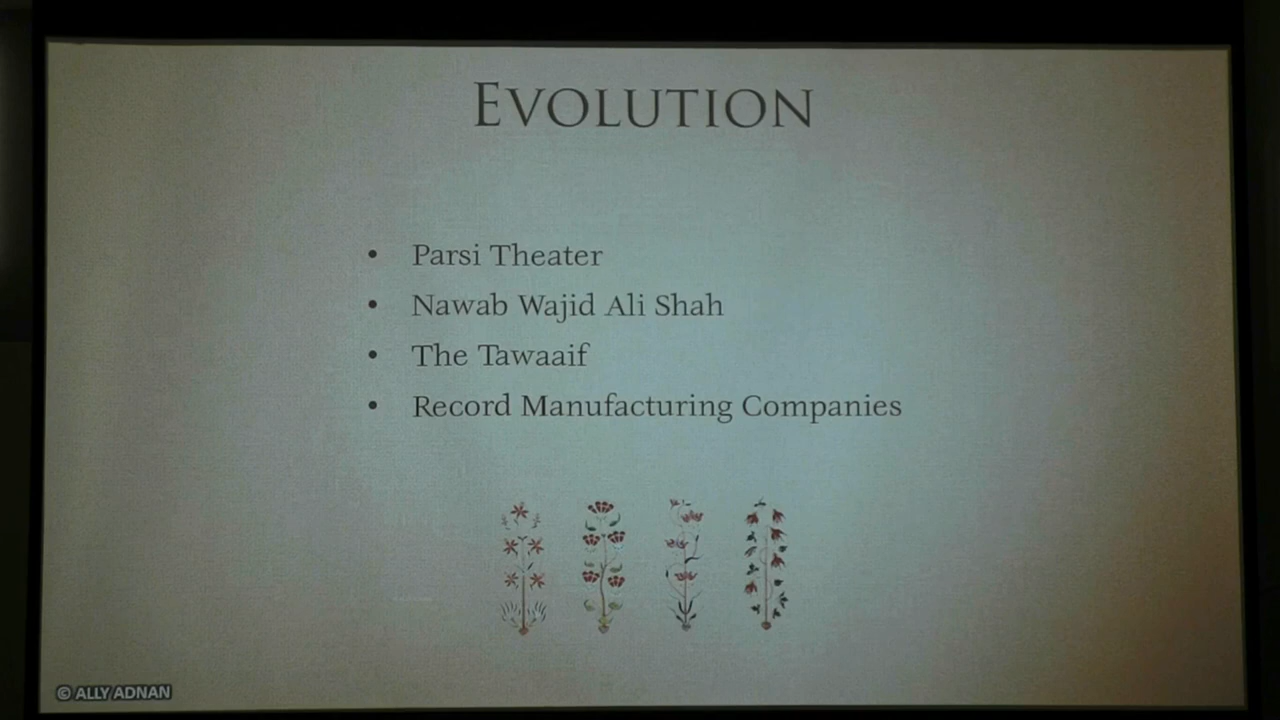 EVOLUTION
• Parsi Theater
• Nawab Wajid Ali Shah
• The Tawaaif
• Record Manufacturing Companies
© ALLY ADNAN